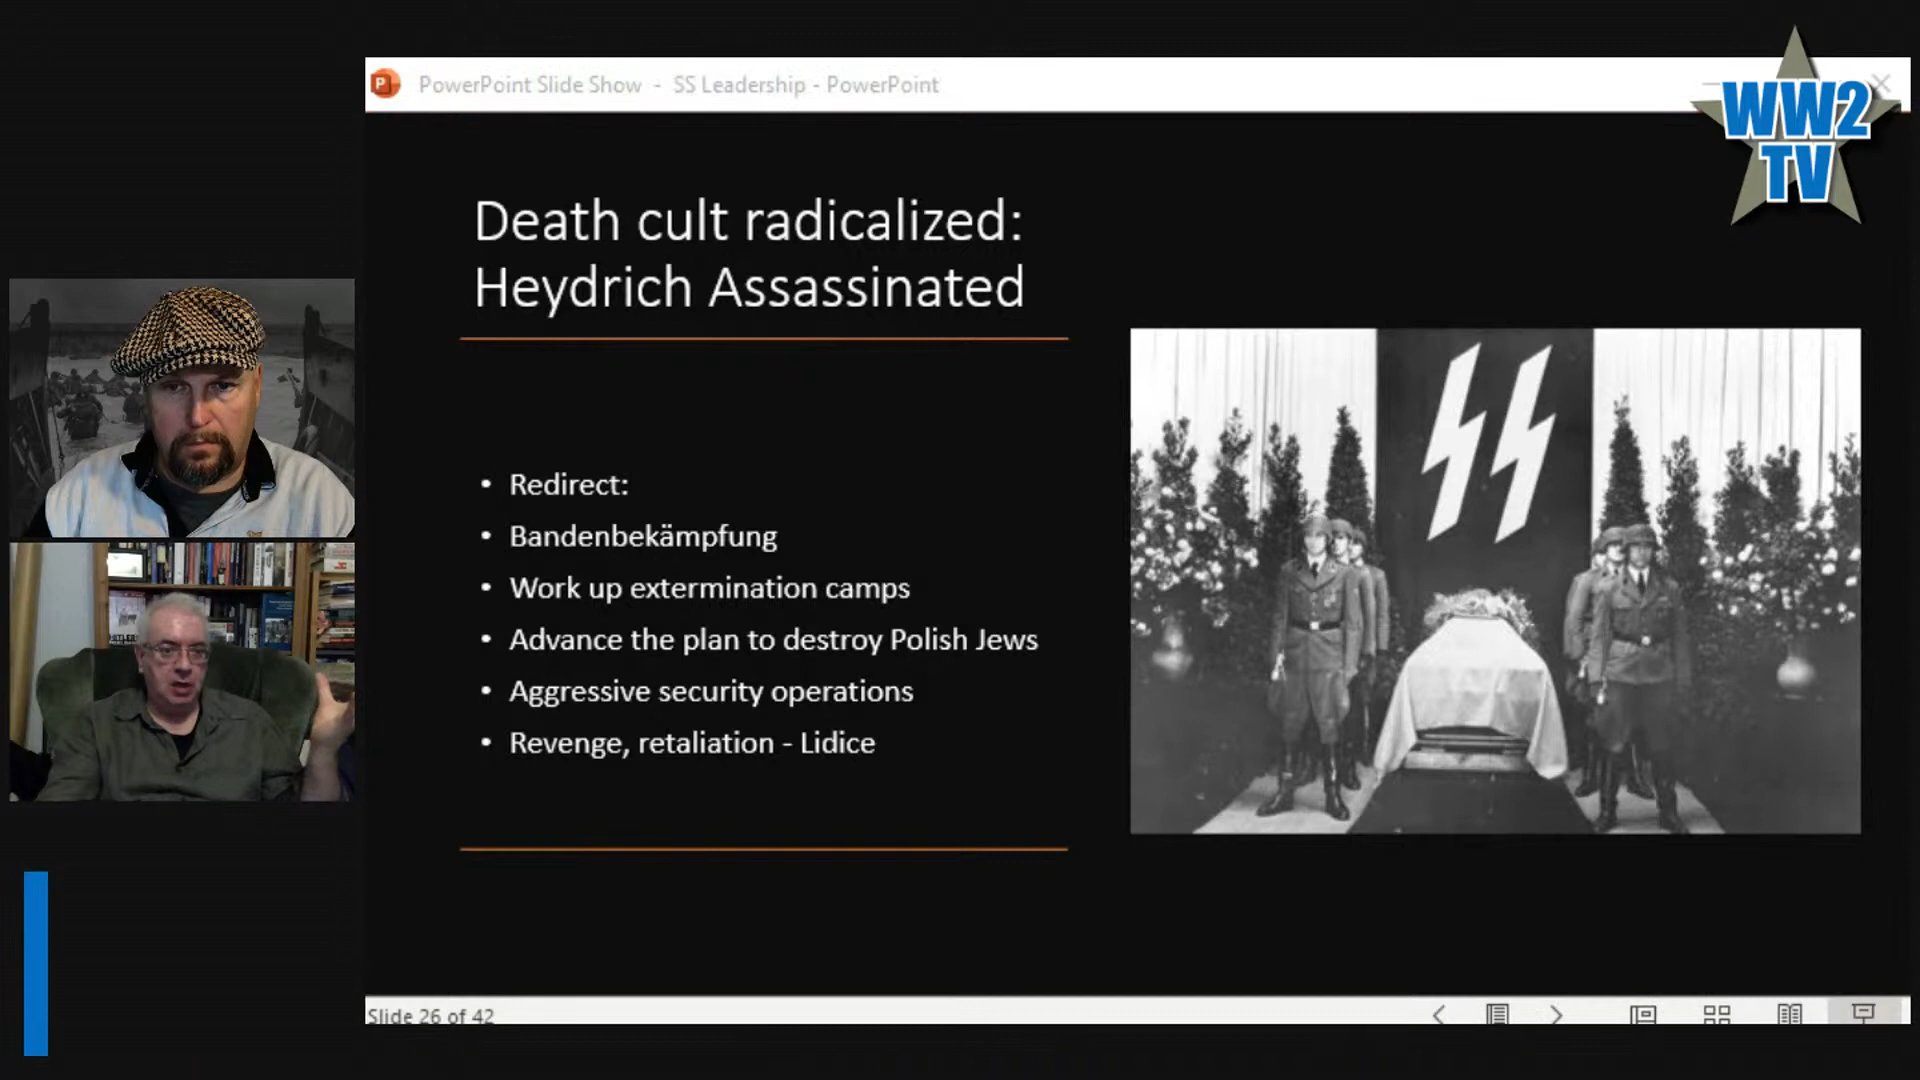 PowerPoint Slide Show - SS Leadership - PowerPoint
WW2
TV
Death cult radicalized:
Heydrich Assassinated
• Redirect:
• Bandenbekämpfung
• Work up extermination camps
• Advance the plan to destroy Polish Jews
• Aggressive security operations
• Revenge, retaliation - Lidice
Slide 26 of 42